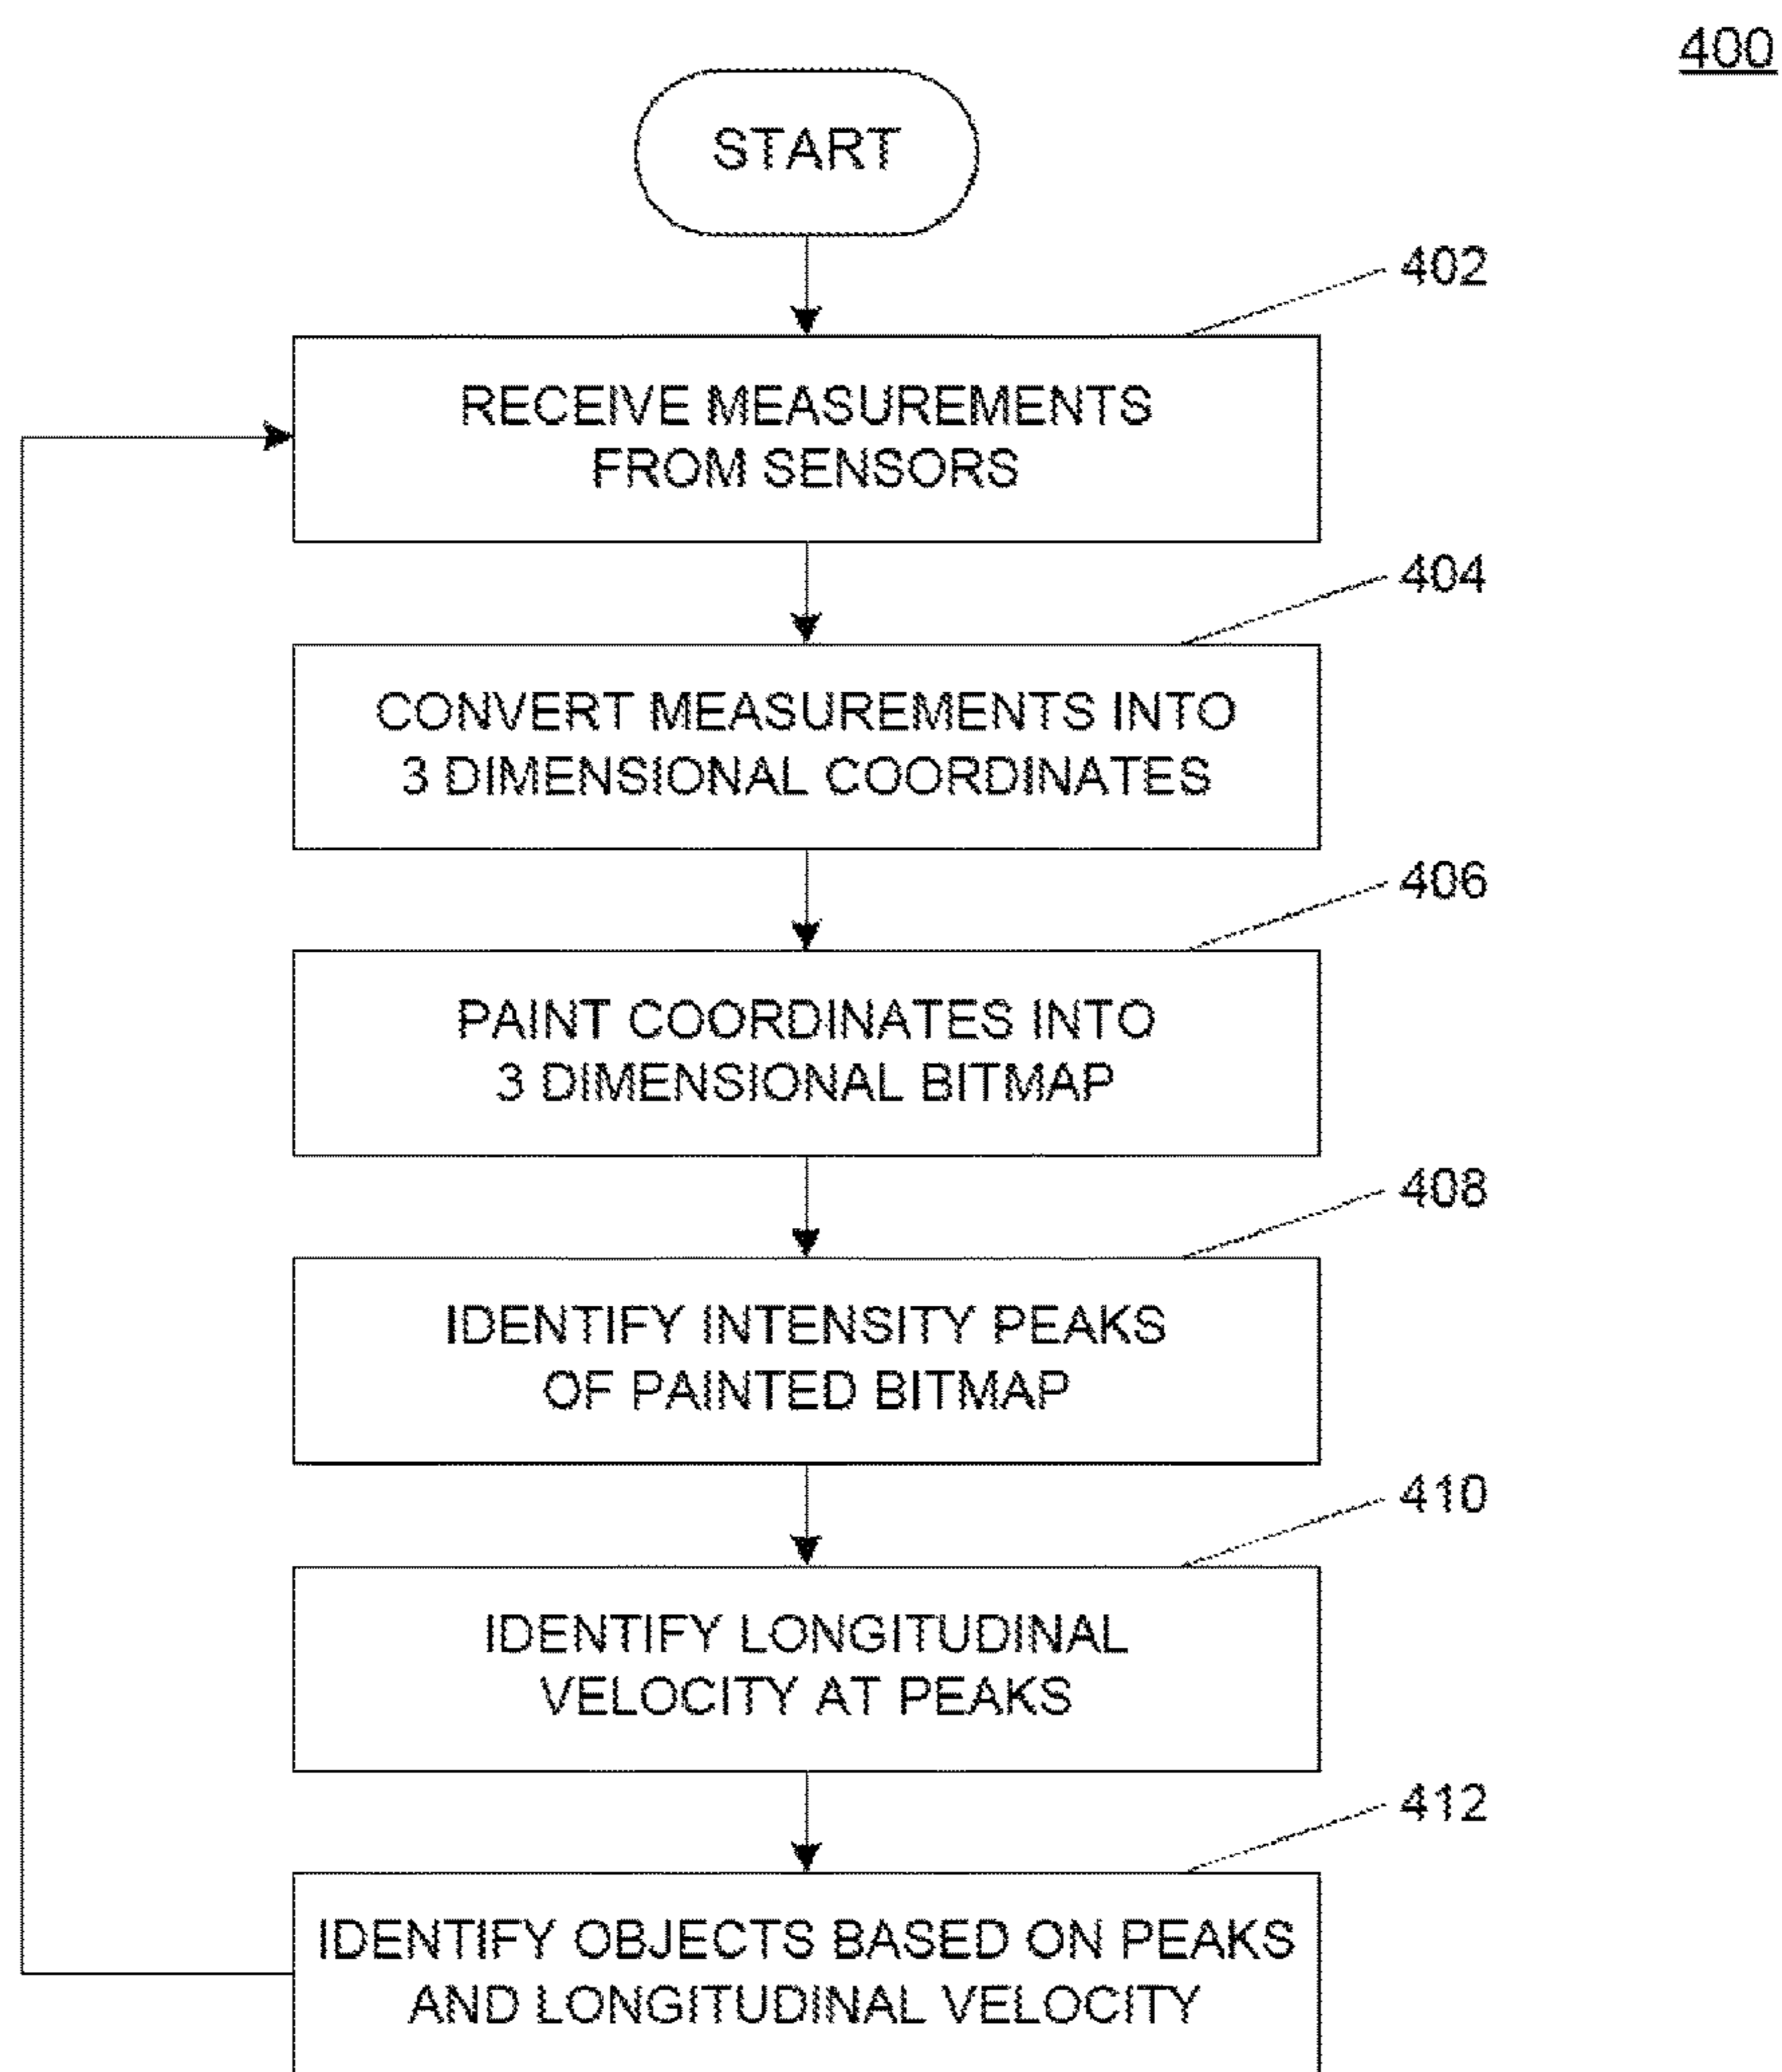 400
START
402
RECEIVE MEASUREMENTS
FROM SENSORS
404
CONVERT MEASUREMENTS INTO
3 DIMENSIONAL COORDINATES
406
PAINT COORDINATES INTO
3 DIMENSIONAL BITMAP
408
IDENTIFY INTENSITY PEAKS
OF PAINTED BITMAP
410
IDENTIFY LONGITUDINAL
VELOCITY AT PEAKS
412
IDENTIFY OBJECTS BASED ON PEAKS
AND LONGITUDINAL VELOCITY